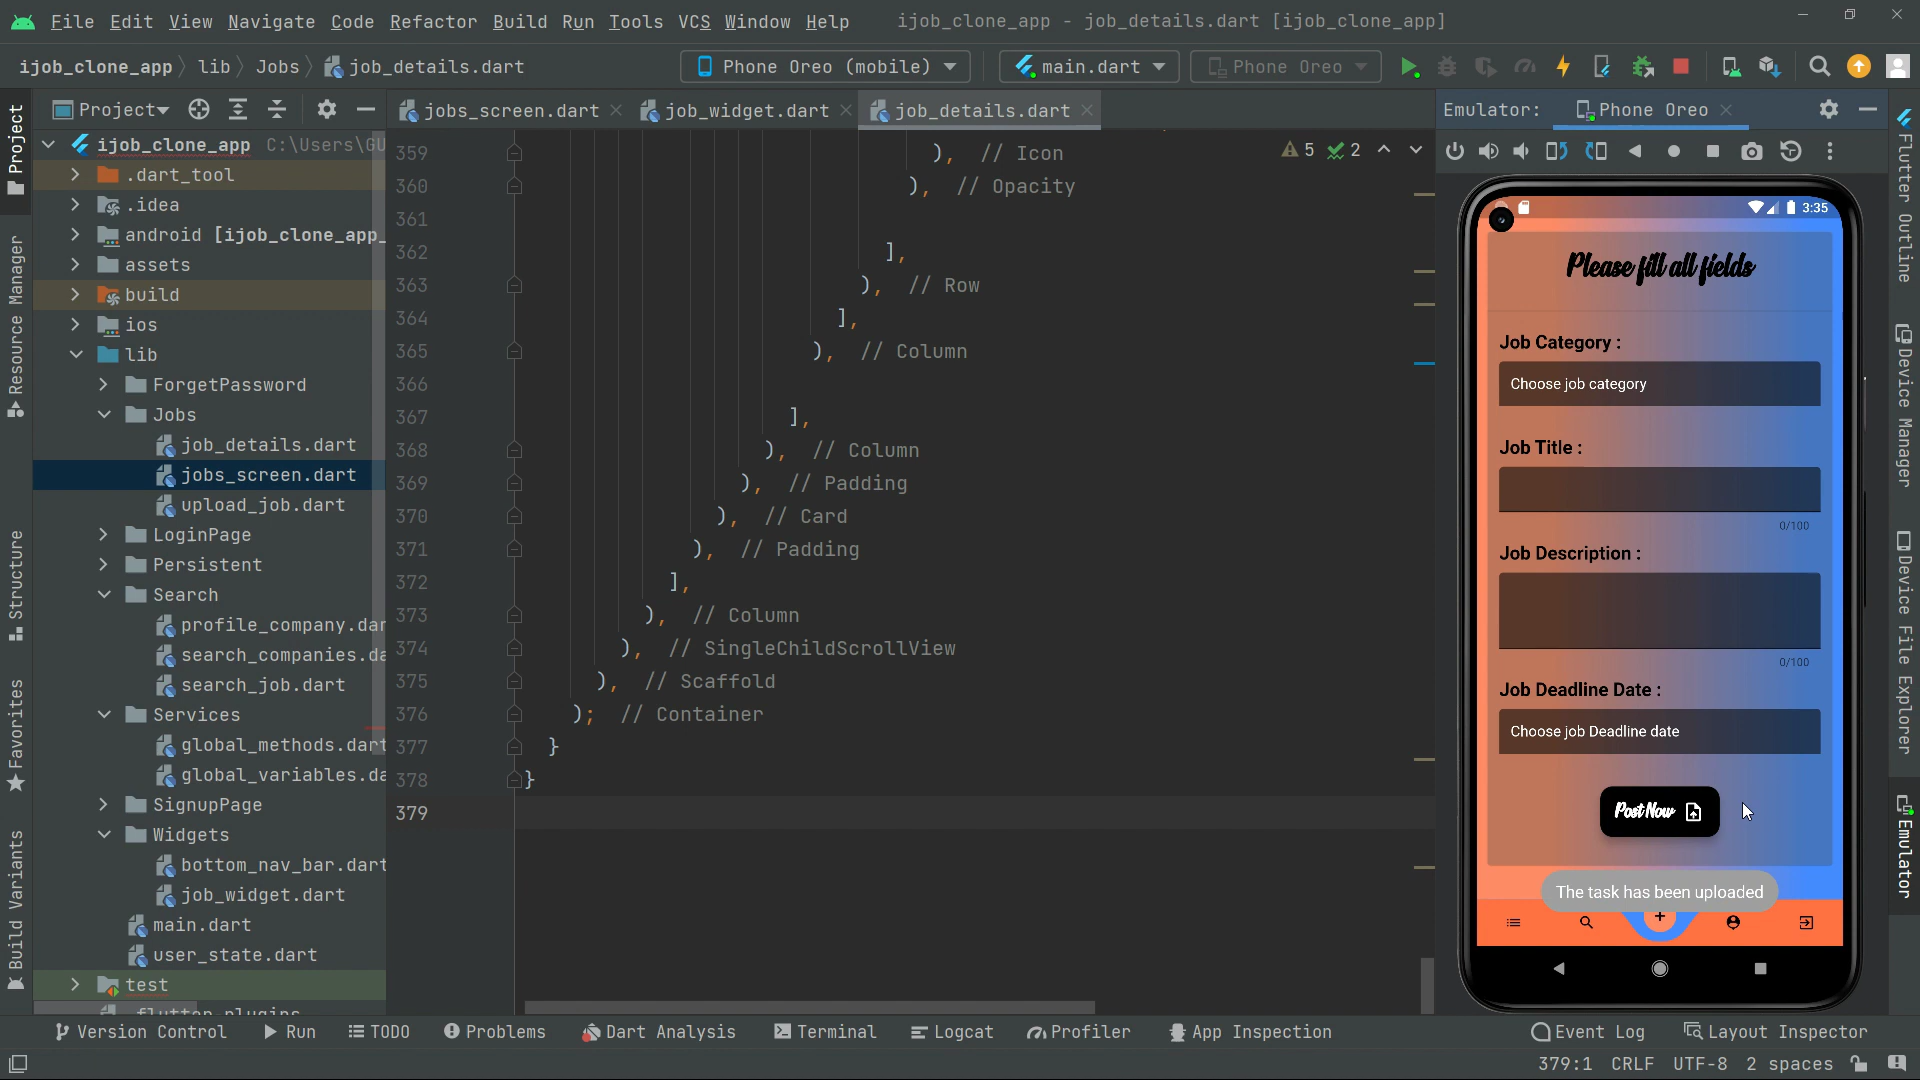 File Edit View Navigate Code Refactor Build Run Tools VCS Window Help ijob_clone_app - job_details.dart [ijob_clone_app]
ijob_clone_app lib Jobs job_details.dart Phone Oreo (mobile) main.dart Phone Oreo
Project jobs_screen.dart job_widget.dart job_details.dart Emulator: Phone Oreo
ijob_clone_app C:\Users\GU
.dart_tool
.idea
android [ijob_clone_app_
assets
build
ios
lib
ForgetPassword
Jobs
job_details.dart
jobs_screen.dart
upload_job.dart
LoginPage
Persistent
Search
profile_company.dar
search_companies.da
search_job.dart
Services
global_methods.dart
global_variables.da
SignupPage
Widgets
bottom_nav_bar.dart
job_widget.dart
main.dart
user_state.dart
test
Project
Resource Manager
Structure
Favorites
Build Variants
5 2
359 ), // Icon
360 ), // Opacity
361
362 ],
363 ), // Row
364 ],
365 ), // Column
366
367 ],
368 ), // Column
369 ), // Padding
370 ), // Card
371 ), // Padding
372 ],
373 ), // Column
374 ), // SingleChildScrollView
375 ), // Scaffold
376 ); // Container
377 }
378 }
379
3:35
Please fill all fields
Job Category :
Choose job category
Job Title :
0/100
Job Description :
0/100
Job Deadline Date :
Choose job Deadline date
Post Now
The task has been uploaded
Flutter Outline
Device Manager
Device File Explorer
Emulator
Version Control Run TODO Problems Dart Analysis Terminal Logcat Profiler App Inspection Event Log Layout Inspector
379:1 CRLF UTF-8 2 spaces